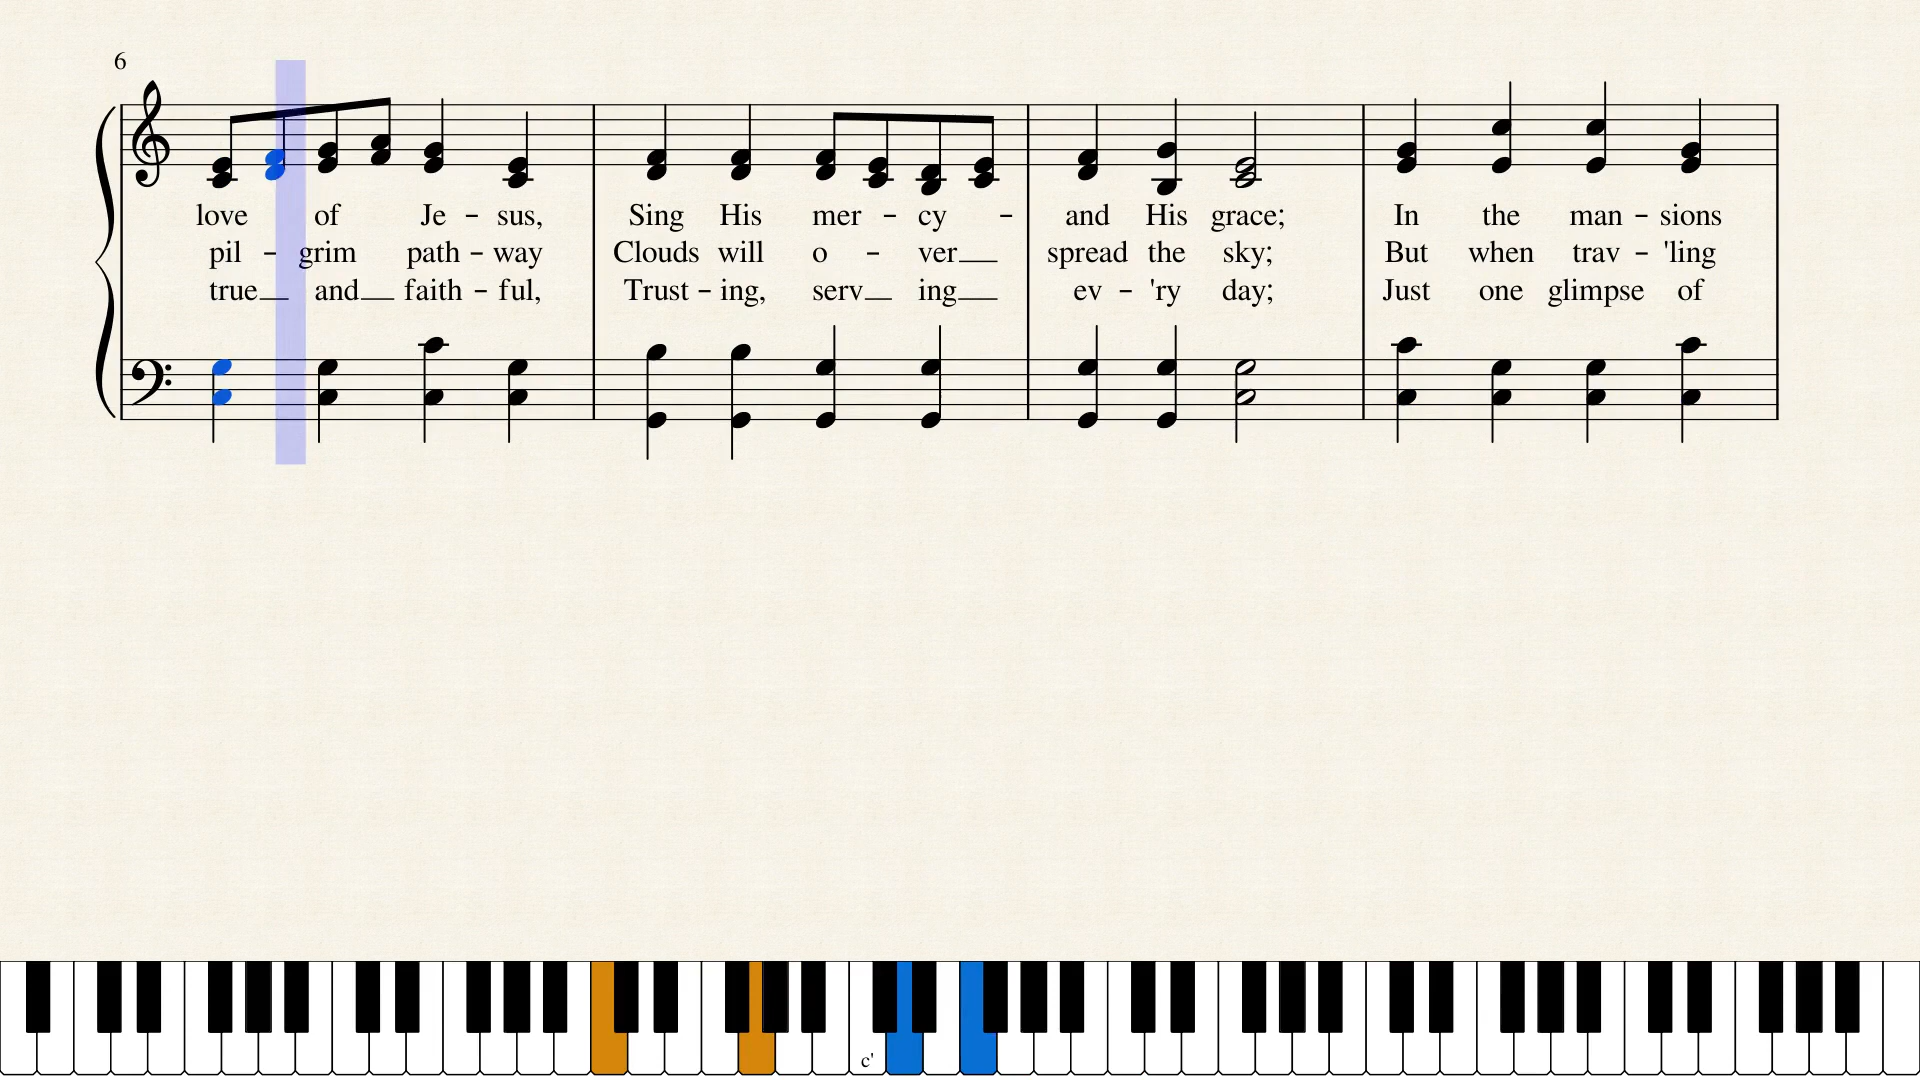 6
love of Je - sus, Sing His mer - cy - and His grace; In the man - sions
pil - grim path - way Clouds will o - ver__ spread the sky; But when trav - 'ling
true__ and__ faith - ful, Trust - ing, serv__ ing__ ev - 'ry day; Just one glimpse of
c'